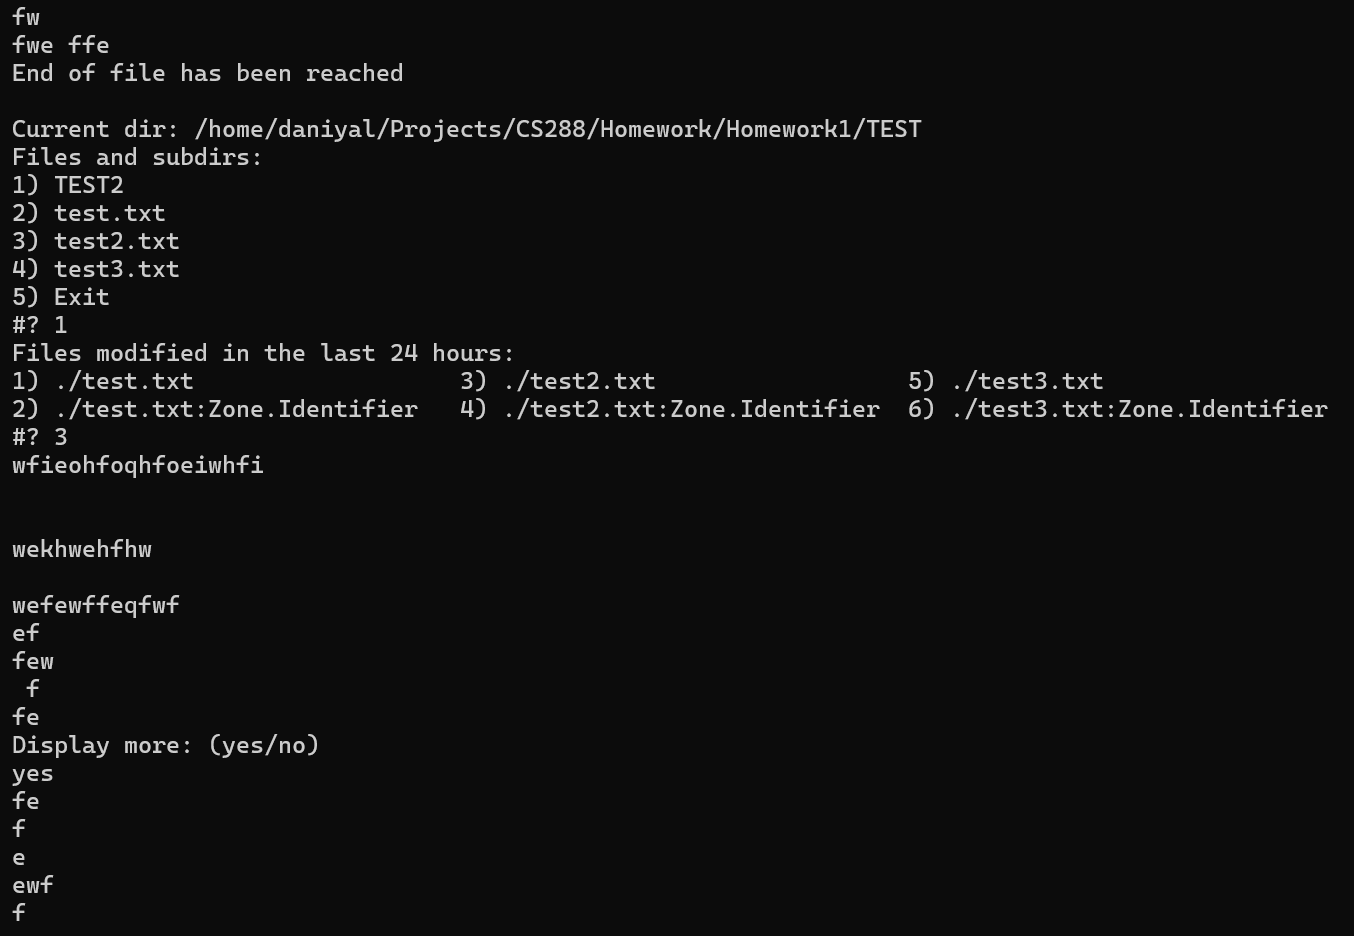 fw
fwe ffe
End of file has been reached

Current dir: /home/daniyal/Projects/CS288/Homework/Homework1/TEST
Files and subdirs:
1) TEST2
2) test.txt
3) test2.txt
4) test3.txt
5) Exit
#? 1
Files modified in the last 24 hours:
1) ./test.txt                   3) ./test2.txt                  5) ./test3.txt
2) ./test.txt:Zone.Identifier   4) ./test2.txt:Zone.Identifier  6) ./test3.txt:Zone.Identifier
#? 3
wfieohfoqhfoeiwhfi


wekhwehfhw

wefewffeqfwf
ef
few
 f
fe
Display more: (yes/no)
yes
fe
f
e
ewf
f